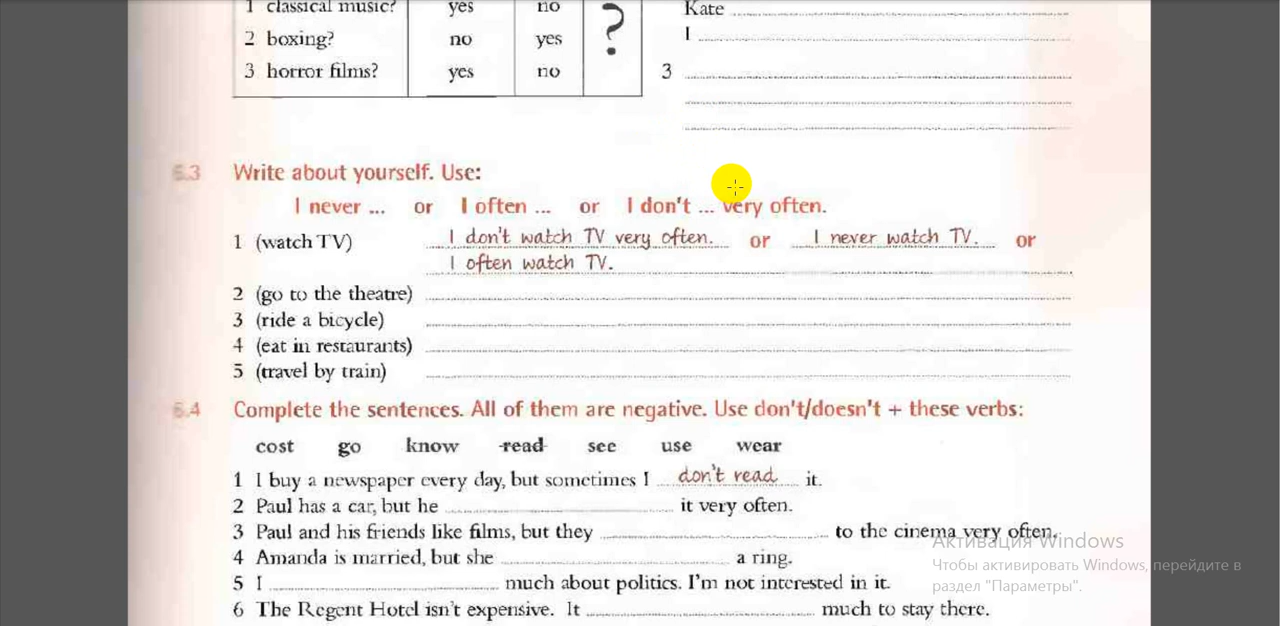 1 classical music? yes no ? Kate
2 boxing? no yes I
3 horror films? yes no 3
5.3 Write about yourself. Use:
I never ... or I often ... or I don't ... very often.
1 (watch TV) I don't watch TV very often. or I never watch TV. or
I often watch TV.
2 (go to the theatre)
3 (ride a bicycle)
4 (eat in restaurants)
5 (travel by train)
5.4 Complete the sentences. All of them are negative. Use don't/doesn't + these verbs:
cost go know read see use wear
1 I buy a newspaper every day, but sometimes I don't read it.
2 Paul has a car, but he it very often.
3 Paul and his friends like films, but they to the cinema very often.
4 Amanda is married, but she a ring.
5 I much about politics. I'm not interested in it.
6 The Regent Hotel isn't expensive. It much to stay there.
Активация Windows
Чтобы активировать Windows, перейдите в
раздел "Параметры".